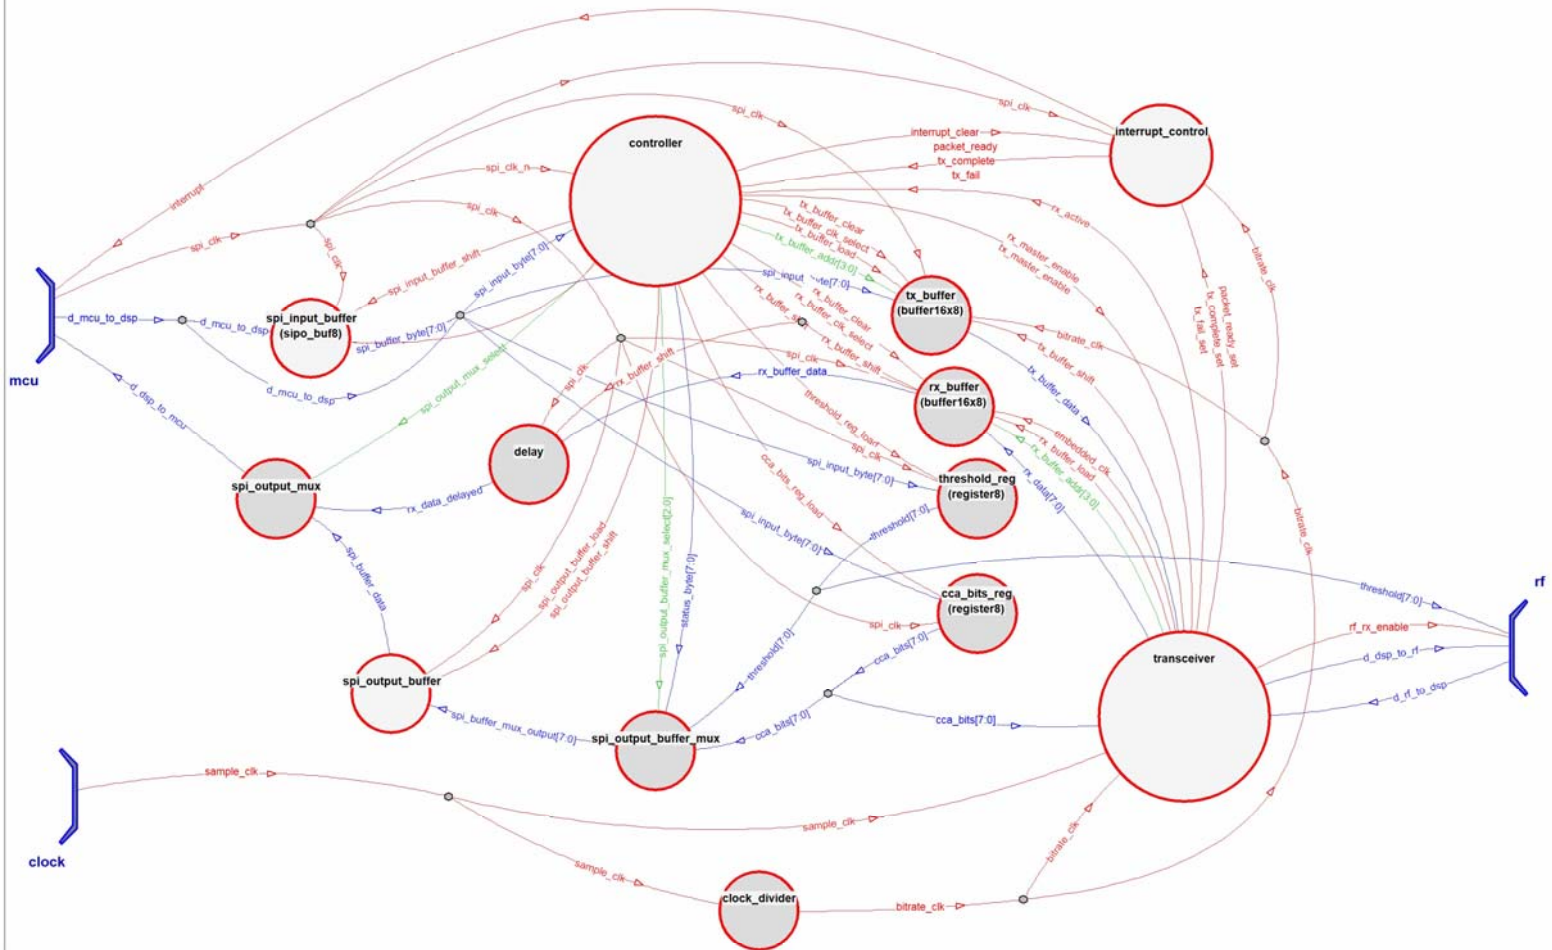 spi_clk
spi_clk
interrupt_control
interrupt_clear
packet_ready
tx_complete
tx_fail
controller
spi_clk_n
interrupt
spi_clk
spi_clk
spi_clk
tx_buffer_clear
tx_buffer_clk_select
tx_buffer_load
tx_buffer_addr[3:0]
rx_active
rx_master_enable
tx_master_enable
bitrate_clk
spi_input_buffer_shift
spi_input_byte[7:0]
spi_input
[7:0]
tx_buffer
(buffer16x8)
packet_ready_set
tx_complete_set
tx_fail_set
rx_buffer_clear
rx_buffer_clk_select
rx_buffer_shift
d_mcu_to_dsp
d_mcu_to_dsp
spi_input_buffer
(sipo_buf8)
spi_buffer_byte[7:0]
bitrate_clk
tx_buffer_shift
mcu
d_mcu_to_dsp
d_dsp_to_mcu
spi_output_mux_select
spi_clk
rx_buffer_shift
spi_clk
rx_buffer_data
rx_buffer
(buffer16x8)
tx_buffer_data
threshold_reg_load
spi_clk
embedded_clk
rx_buffer_load
rx_buffer_addr[3:0]
rx_data[7:0]
delay
cca_bits_reg_load
spi_input_byte[7:0]
threshold_reg
(register8)
spi_output_mux
rx_data_delayed
spi_output_buffer_mux_select[2:0]
spi_input_byte[7:0]
threshold[7:0]
bitrate_clk
spi_buffer_data
spi_clk
spi_output_buffer_load
spi_output_buffer_shift
status_byte[7:0]
cca_bits_reg
(register8)
spi_clk
threshold[7:0]
rf
rf_rx_enable
d_dsp_to_rf
d_rf_to_dsp
threshold[7:0]
cca_bits[7:0]
transceiver
spi_output_buffer
spi_buffer_mux_output[7:0]
spi_output_buffer_mux
cca_bits[7:0]
cca_bits[7:0]
sample_clk
clock
sample_clk
sample_clk
bitrate_clk
clock_divider
bitrate_clk